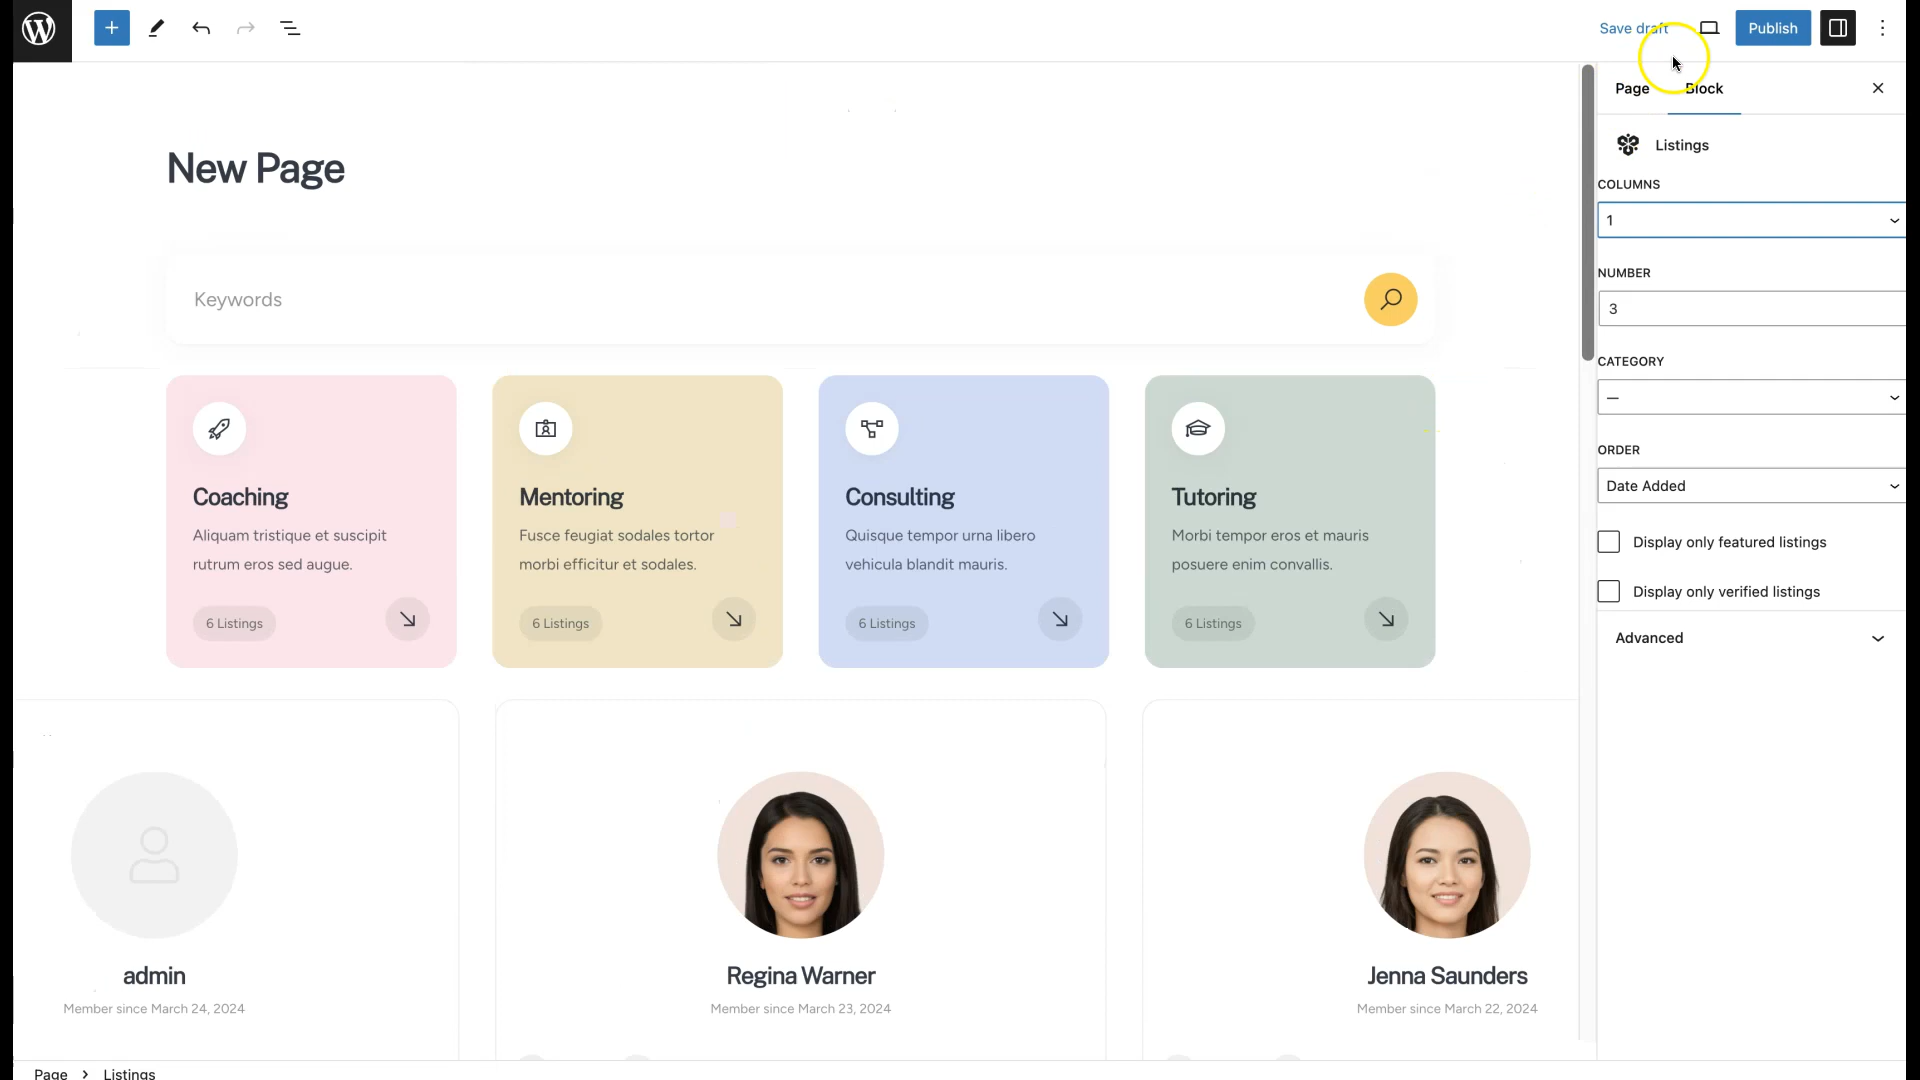 Save draft
Publish
Page
Block
Listings
COLUMNS
1
NUMBER
3
CATEGORY
—
ORDER
Date Added
Display only featured listings
Display only verified listings
Advanced
New Page
Keywords
Coaching
Aliquam tristique et suscipit
rutrum eros sed augue.
6 Listings
Mentoring
Fusce feugiat sodales tortor
morbi efficitur et sodales.
6 Listings
Consulting
Quisque tempor urna libero
vehicula blandit mauris.
6 Listings
Tutoring
Morbi tempor eros et mauris
posuere enim convallis.
6 Listings
admin
Member since March 24, 2024
Regina Warner
Member since March 23, 2024
Jenna Saunders
Member since March 22, 2024
Page > Listings